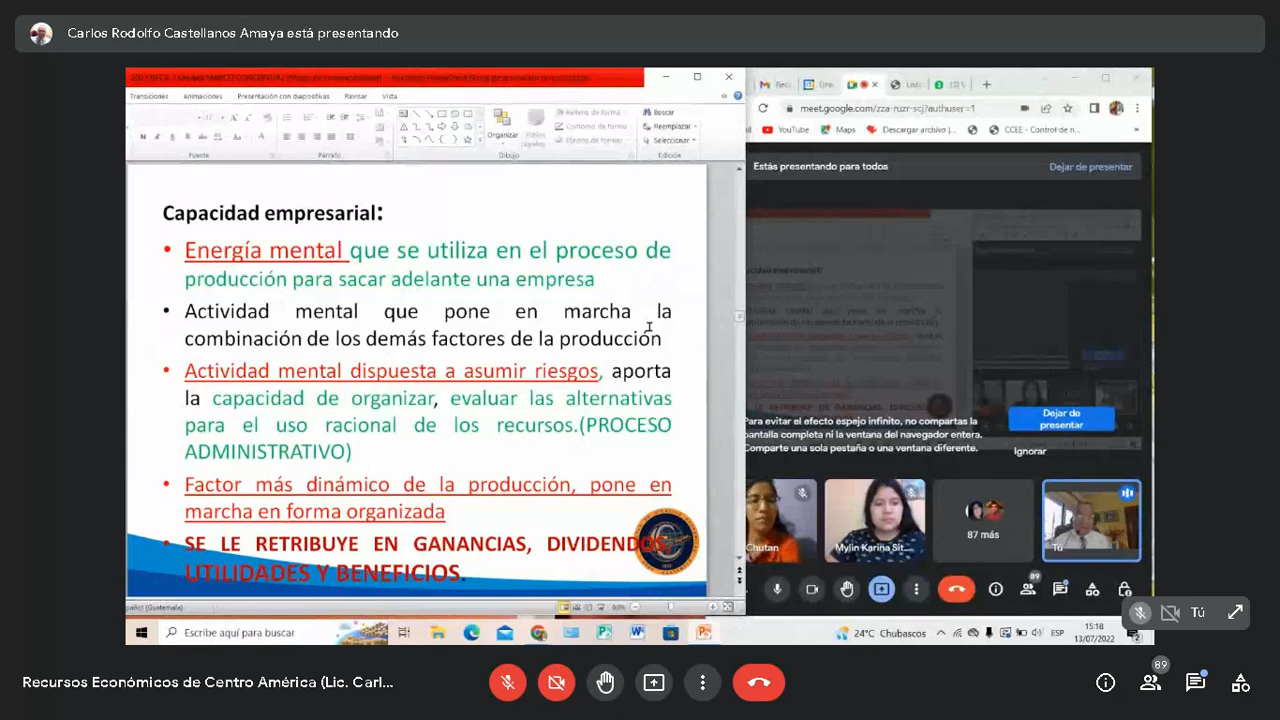 Carlos Rodolfo Castellanos Amaya está presentando
Transiciones Animaciones Presentación con diapositivas Revisar Vista
Organizar
Buscar
Reemplazar
Seleccionar
Fuente Párrafo Dibujo Edición
Capacidad empresarial:
• Energía mental que se utiliza en el proceso de
producción para sacar adelante una empresa
• Actividad mental que pone en marcha la
combinación de los demás factores de la producción
• Actividad mental dispuesta a asumir riesgos, aporta
la capacidad de organizar, evaluar las alternativas
para el uso racional de los recursos.(PROCESO
ADMINISTRATIVO)
• Factor más dinámico de la producción, pone en
marcha en forma organizada
• SE LE RETRIBUYE EN GANANCIAS, DIVIDENDOS,
UTILIDADES Y BENEFICIOS.
meet.google.com/zza-nuzr-scj?authuser=1
YouTube Maps Descargar archivo |... CCEE - Control de n...
Estás presentando para todos Dejar de presentar
Dejar de
presentar
Para evitar el efecto espejo infinito, no compartas la
pantalla completa ni la ventana del navegador entera.
Comparte una sola pestaña o una ventana diferente.
Ignorar
Chutan
Mylin Karina Sit...
87 más
Tú
89
Español (Guatemala)
90%
Escribe aquí para buscar
24°C Chubascos
ESP
15:18
13/07/2022
Tú
Recursos Económicos de Centro América (Lic. Carl...
89